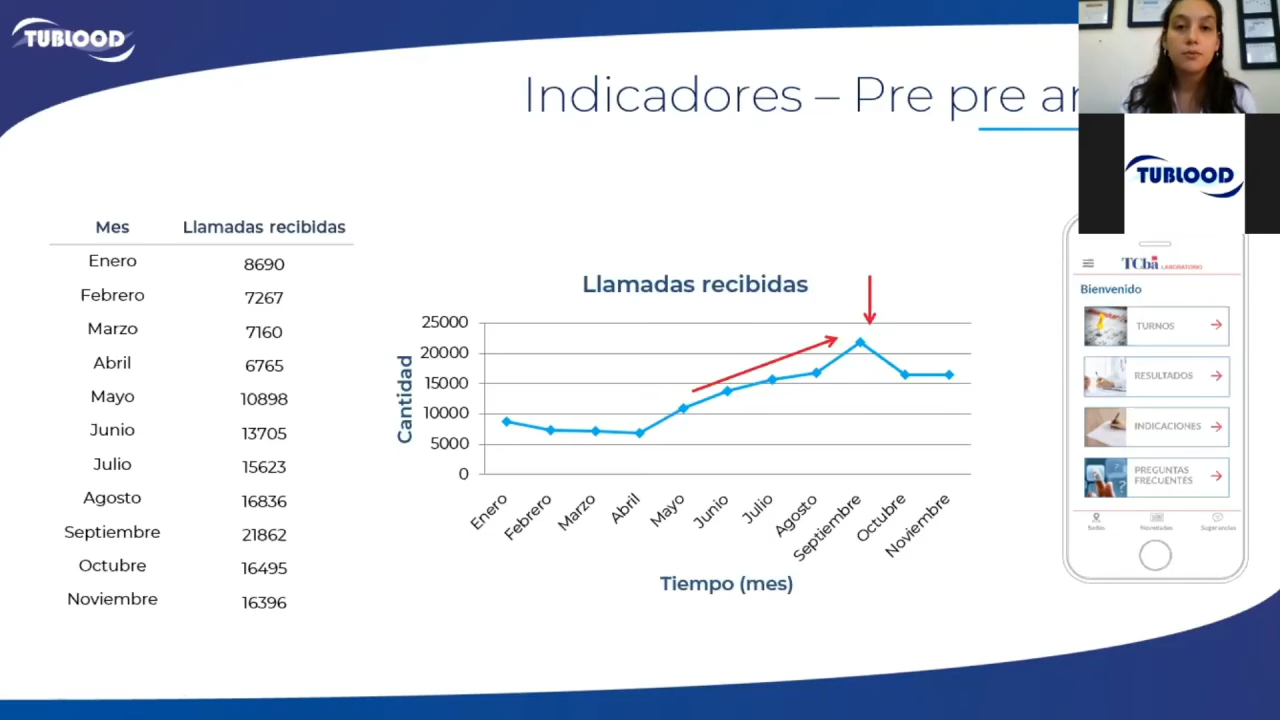 TUBLOOD
Indicadores – Pre pre
TUBLOOD
Mes Llamadas recibidas
Enero 8690
Febrero 7267
Marzo 7160
Abril 6765
Mayo 10898
Junio 13705
Julio 15623
Agosto 16836
Septiembre 21862
Octubre 16495
Noviembre 16396
Llamadas recibidas
Cantidad
25000
20000
15000
10000
5000
0
Enero
Febrero
Marzo
Abril
Mayo
Junio
Julio
Agosto
Septiembre
Octubre
Noviembre
Tiempo (mes)
TCba LABORATORIO
Bienvenido
TURNOS
RESULTADOS
INDICACIONES
PREGUNTAS
FRECUENTES
Sedes Novedades Sugerencias